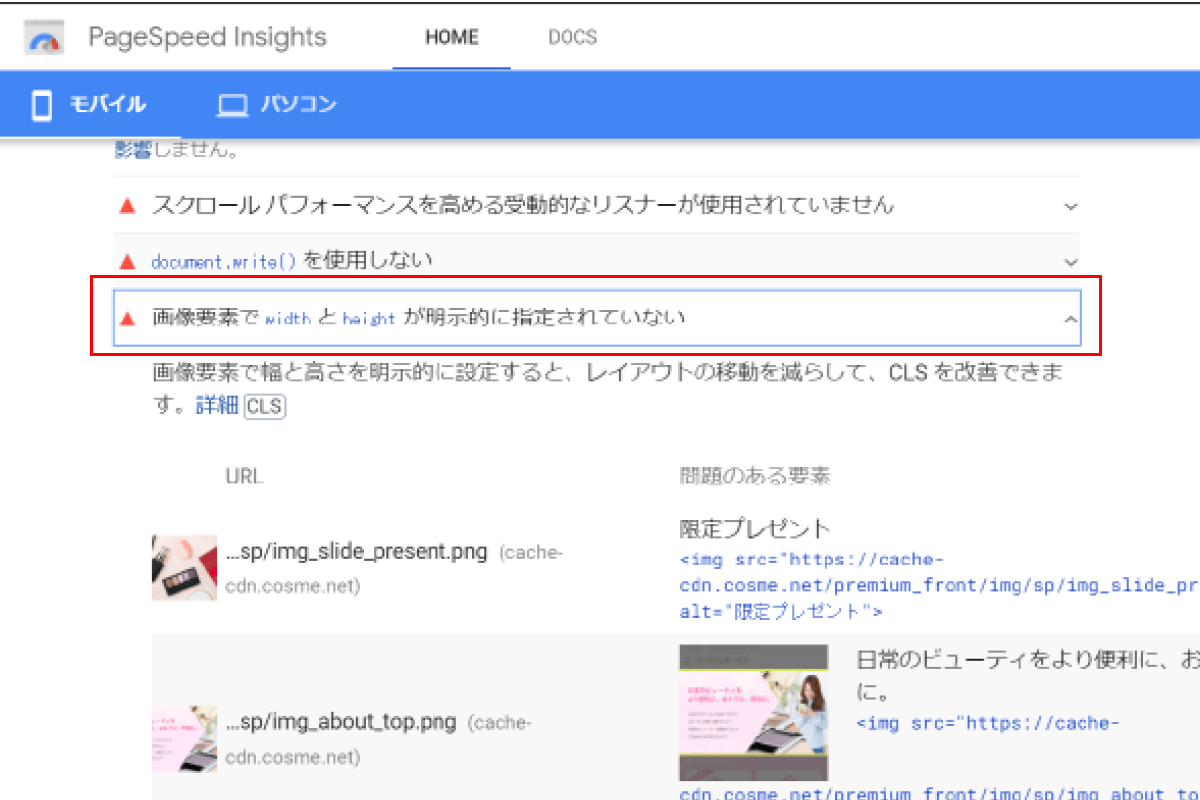 PageSpeed Insights HOME DOCS
モバイル パソコン
影響しません。
スクロール パフォーマンスを高める受動的なリスナーが使用されていません
document.write() を使用しない
画像要素で width と height が明示的に指定されていない
画像要素で幅と高さを明示的に設定すると、レイアウトの移動を減らして、CLS を改善できま
す。詳細 CLS
URL 問題のある要素
限定プレゼント
...sp/img_slide_present.png (cache-
cdn.cosme.net)
<img src="https://cache-
cdn.cosme.net/premium_front/img/sp/img_slide_pr
alt="限定プレゼント">
日常のビューティをより便利に、お
に。
...sp/img_about_top.png (cache-
cdn.cosme.net)
<img src="https://cache-
cdn.cosme.net/premium_front/img/sp/img_about_to